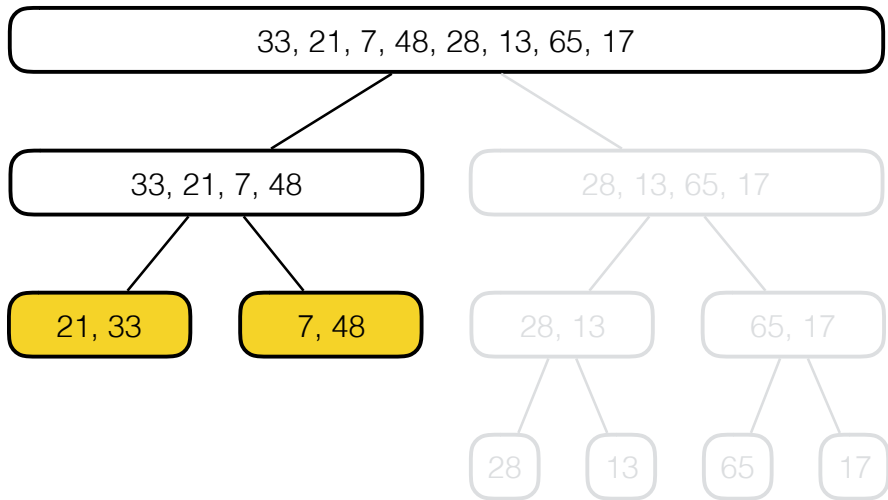 33, 21, 7, 48, 28, 13, 65, 17
33, 21, 7, 48
28, 13, 65, 17
21, 33
7, 48
28, 13
65, 17
28
13
65
17